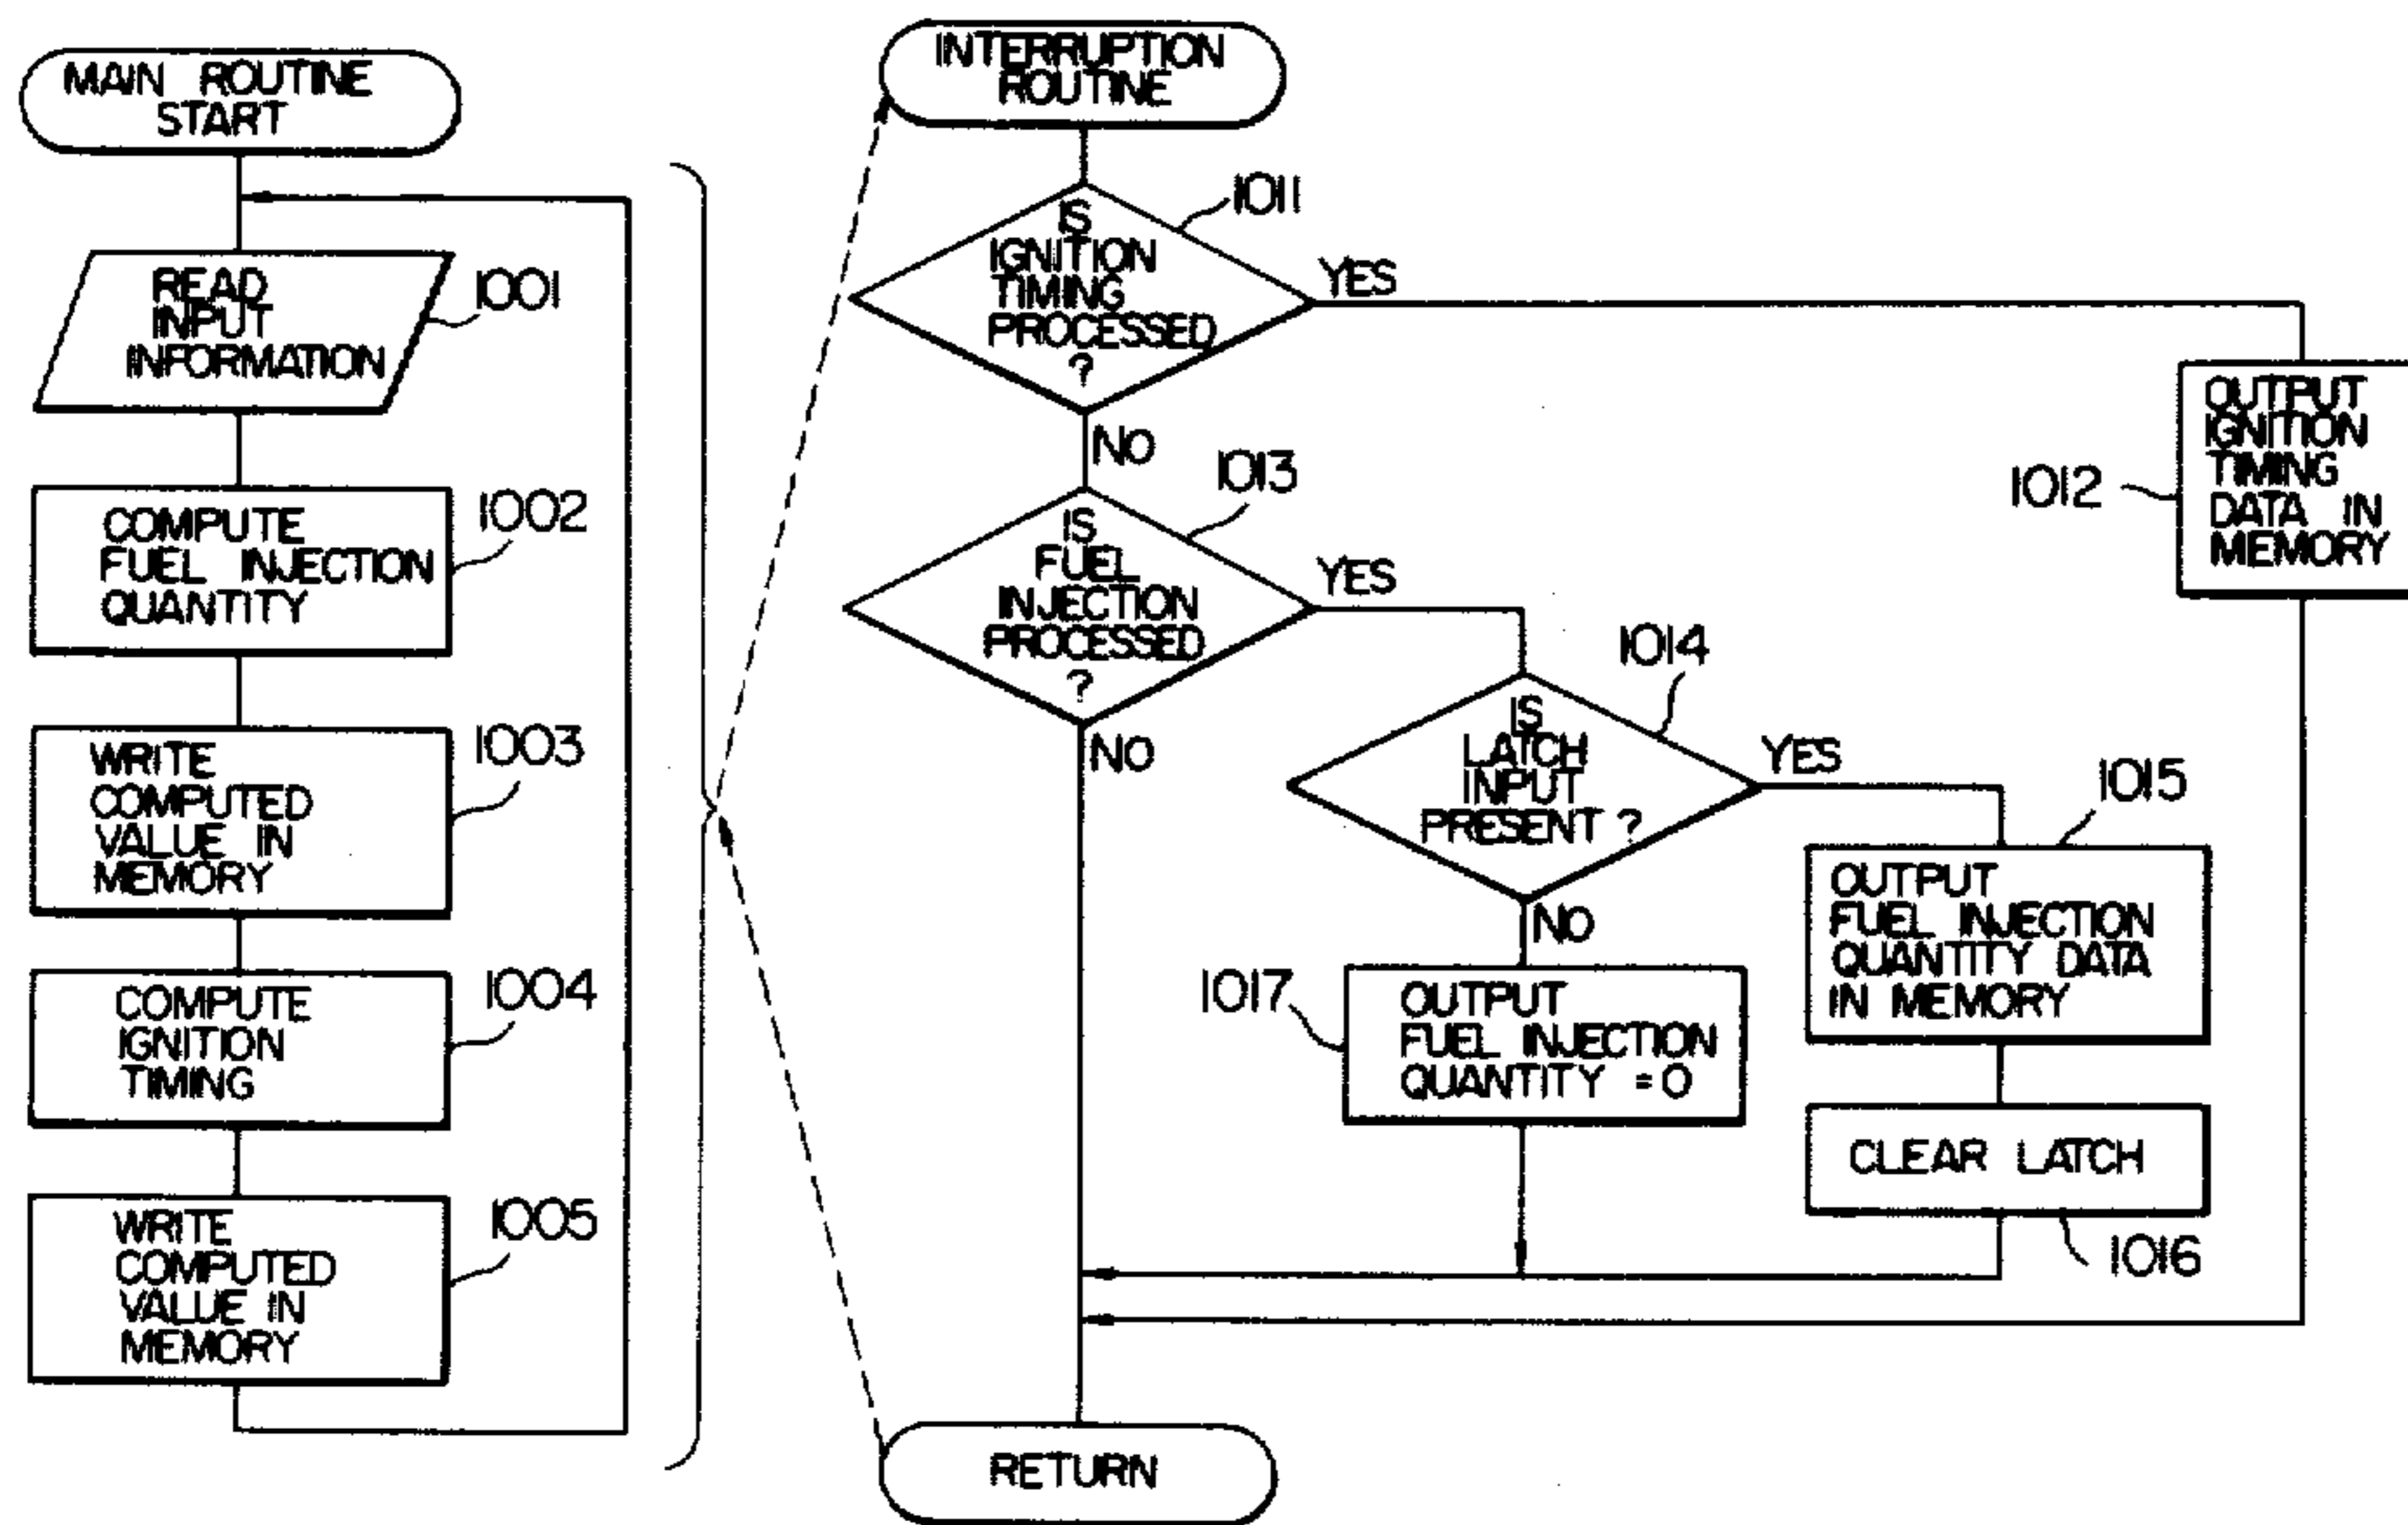 MAIN ROUTINE
START
READ
INPUT
INFORMATION
1001
COMPUTE
FUEL INJECTION
QUANTITY
1002
WRITE
COMPUTED
VALUE IN
MEMORY
1003
COMPUTE
IGNITION
TIMING
1004
WRITE
COMPUTED
VALUE IN
MEMORY
1005
INTERRUPTION
ROUTINE
IS
IGNITION
TIMING
PROCESSED
?
1011
YES
NO
OUTPUT
IGNITION
TIMING
DATA IN
MEMORY
1012
IS
FUEL
INJECTION
PROCESSED
?
1013
YES
NO
IS
LATCH
INPUT
PRESENT ?
1014
YES
NO
OUTPUT
FUEL INJECTION
QUANTITY DATA
IN MEMORY
1015
CLEAR LATCH
1016
OUTPUT
FUEL INJECTION
QUANTITY = 0
1017
RETURN